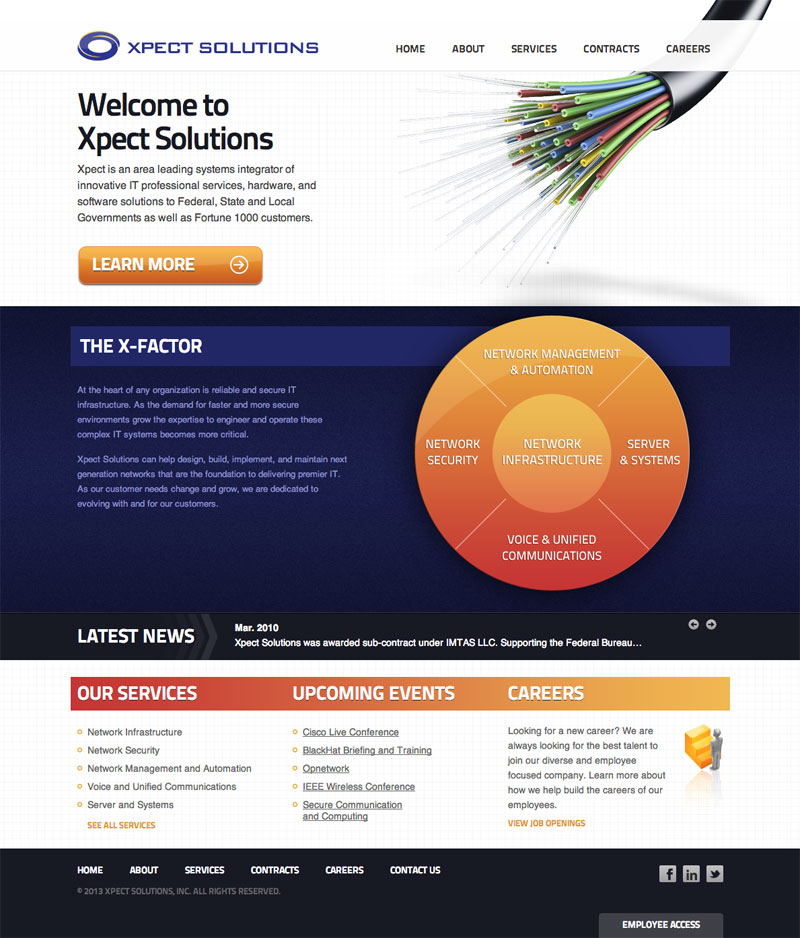 XPECT SOLUTIONS
HOME
ABOUT
SERVICES
CONTRACTS
CAREERS
Welcome to
Xpect Solutions
Xpect is an area leading systems integrator of
innovative IT professional services, hardware, and
software solutions to Federal, State and Local
Governments as well as Fortune 1000 customers.
LEARN MORE
THE X-FACTOR
At the heart of any organization is reliable and secure IT
infrastructure. As the demand for faster and more secure
environments grow the expertise to engineer and operate these
complex IT systems becomes more critical.
Xpect Solutions can help design, build, implement, and maintain next
generation networks that are the foundation to delivering premier IT.
As our customer needs change and grow, we are dedicated to
evolving with and for our customers.
NETWORK MANAGEMENT
& AUTOMATION
NETWORK
SECURITY
NETWORK
INFRASTRUCTURE
SERVER
& SYSTEMS
VOICE & UNIFIED
COMMUNICATIONS
LATEST NEWS
Mar. 2010
Xpect Solutions was awarded sub-contract under IMTAS LLC. Supporting the Federal Bureau...
OUR SERVICES
Network Infrastructure
Network Security
Network Management and Automation
Voice and Unified Communications
Server and Systems
SEE ALL SERVICES
UPCOMING EVENTS
Cisco Live Conference
BlackHat Briefing and Training
Opnetwork
IEEE Wireless Conference
Secure Communication
and Computing
CAREERS
Looking for a new career? We are
always looking for the best talent to
join our diverse and employee
focused company. Learn more about
how we help build the careers of our
employees.
VIEW JOB OPENINGS
HOME
ABOUT
SERVICES
CONTRACTS
CAREERS
CONTACT US
© 2013 XPECT SOLUTIONS, INC. ALL RIGHTS RESERVED.
f
in
EMPLOYEE ACCESS